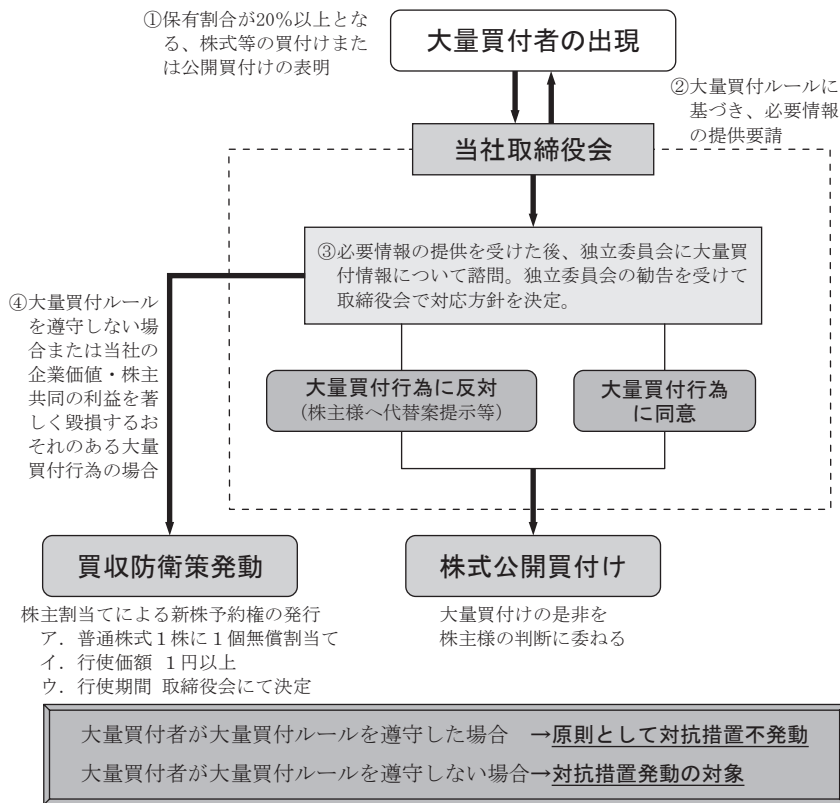 ①保有割合が20%以上とな
る、株式等の買付けまた
は公開買付けの表明
大量買付者の出現
②大量買付ルールに
基づき、必要情報
の提供要請
当社取締役会
③必要情報の提供を受けた後、独立委員会に大量買
付情報について諮問。独立委員会の勧告を受けて
取締役会で対応方針を決定。
④大量買付ルール
を遵守しない場
合または当社の
企業価値・株主
共同の利益を著
しく毀損するお
それのある大量
買付行為の場合
大量買付行為に反対
(株主様へ代替案提示等)
大量買付行為
に同意
買収防衛策発動
株主割当てによる新株予約権の発行
ア．普通株式1株に1個無償割当て
イ．行使価額 1円以上
ウ．行使期間 取締役会にて決定
株式公開買付け
大量買付けの是非を
株主様の判断に委ねる
大量買付者が大量買付ルールを遵守した場合 →原則として対抗措置不発動
大量買付者が大量買付ルールを遵守しない場合→対抗措置発動の対象